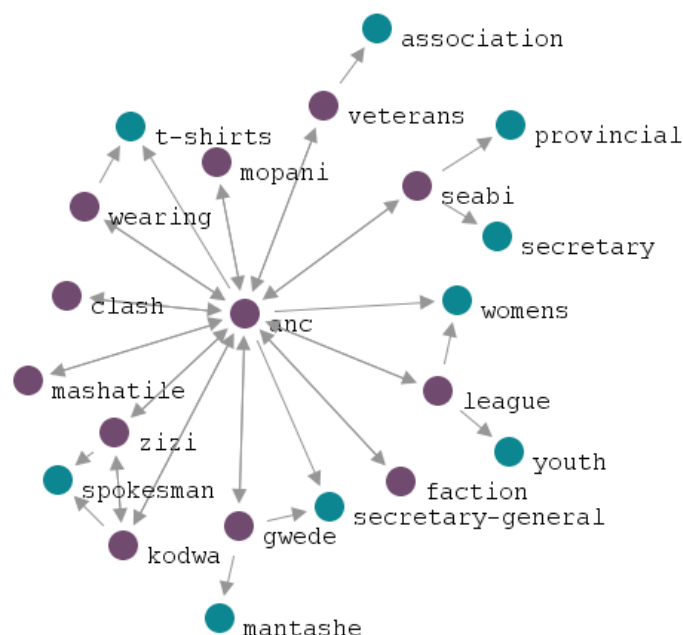 association
veterans
provincial
t-shirts
mopani
seabi
wearing
secretary
clash
womens
anc
mashatile
league
zizi
youth
spokesman
faction
secretary-general
gwede
kodwa
mantashe